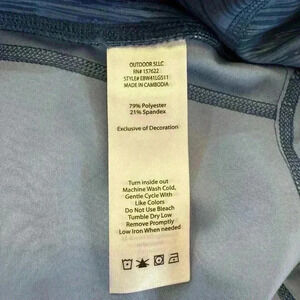 OUTDOOR SLLC
RN# 157622
STYLE# EBW41LG511
MADE IN CAMBODIA
79% Polyester
21% Spandex
Exclusive of Decoration
Turn inside out
Machine Wash Cold,
Gentle Cycle With
Like Colors
Do Not Use Bleach
Tumble Dry Low
Remove Promptly
Low Iron When needed